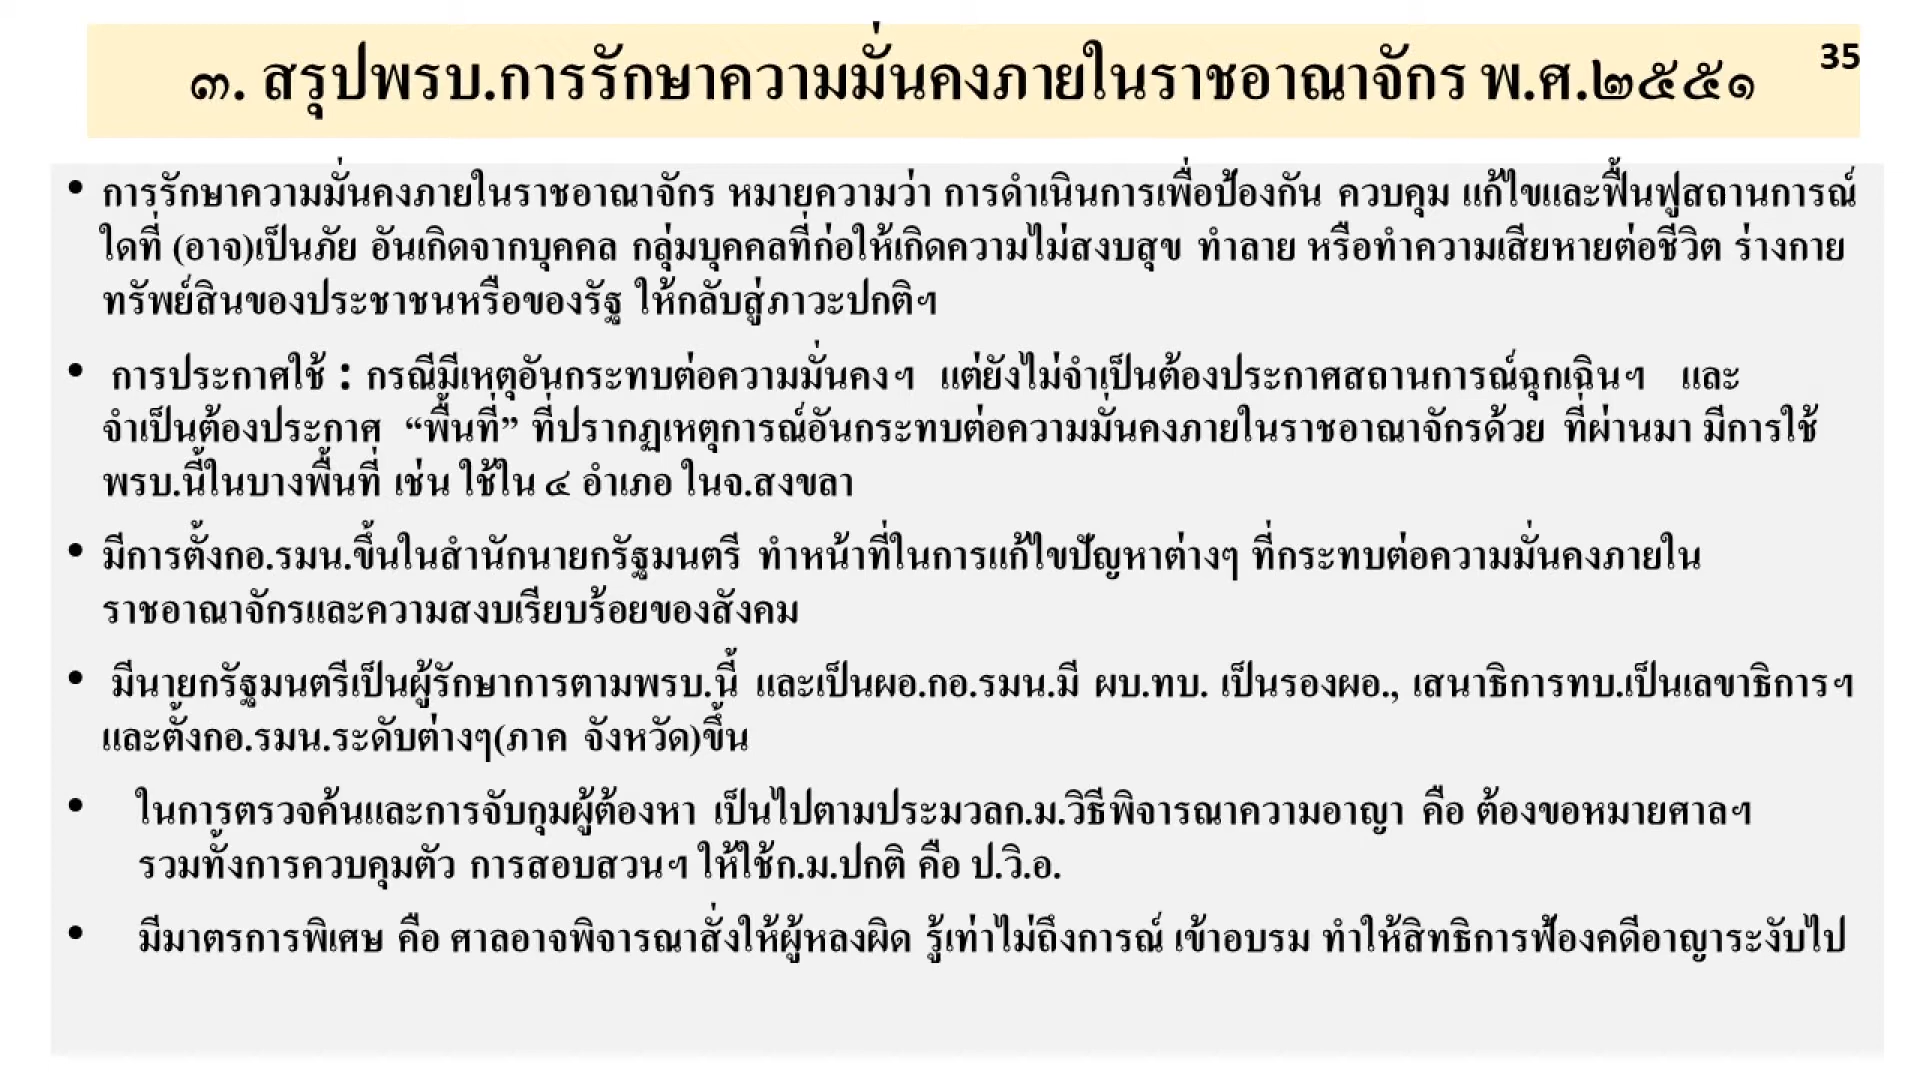 ๓. สรุปพรบ.การรักษาความมั่นคงภายในราชอาณาจักร พ.ศ.๒๕๕๑
35
• การรักษาความมั่นคงภายในราชอาณาจักร หมายความว่า การดำเนินการเพื่อป้องกัน ควบคุม แก้ไขและฟื้นฟูสถานการณ์
ใดที่ (อาจ)เป็นภัย อันเกิดจากบุคคล กลุ่มบุคคลที่ก่อให้เกิดความไม่สงบสุข ทำลาย หรือทำความเสียหายต่อชีวิต ร่างกาย
ทรัพย์สินของประชาชนหรือของรัฐ ให้กลับสู่ภาวะปกติฯ
• การประกาศใช้ : กรณีมีเหตุอันกระทบต่อความมั่นคงฯ แต่ยังไม่จำเป็นต้องประกาศสถานการณ์ฉุกเฉินฯ และ
จำเป็นต้องประกาศ “พื้นที่” ที่ปรากฏเหตุการณ์อันกระทบต่อความมั่นคงภายในราชอาณาจักรด้วย ที่ผ่านมา มีการใช้
พรบ.นี้ในบางพื้นที่ เช่น ใช้ใน ๔ อำเภอ ในจ.สงขลา
• มีการตั้งกอ.รมน.ขึ้นในสำนักนายกรัฐมนตรี ทำหน้าที่ในการแก้ไขปัญหาต่างๆ ที่กระทบต่อความมั่นคงภายใน
ราชอาณาจักรและความสงบเรียบร้อยของสังคม
• มีนายกรัฐมนตรีเป็นผู้รักษาการตามพรบ.นี้ และเป็นผอ.กอ.รมน.มี ผบ.ทบ. เป็นรองผอ., เสนาธิการทบ.เป็นเลขาธิการฯ
และตั้งกอ.รมน.ระดับต่างๆ(ภาค จังหวัด)ขึ้น
• ในการตรวจค้นและการจับกุมผู้ต้องหา เป็นไปตามประมวลก.ม.วิธีพิจารณาความอาญา คือ ต้องขอหมายศาลฯ
รวมทั้งการควบคุมตัว การสอบสวนฯ ให้ใช้ก.ม.ปกติ คือ ป.วิ.อ.
• มีมาตรการพิเศษ คือ ศาลอาจพิจารณาสั่งให้ผู้หลงผิด รู้เท่าไม่ถึงการณ์ เข้าอบรม ทำให้สิทธิการฟ้องคดีอาญาระงับไป